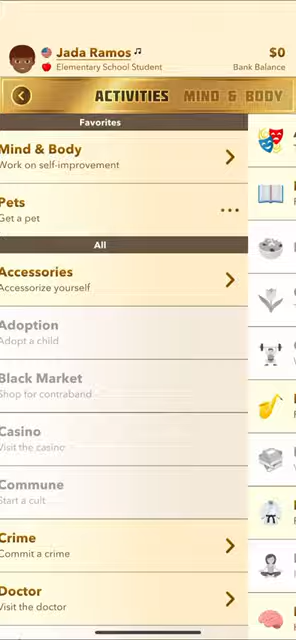 Jada Ramos
$0
Elementary School Student
Bank Balance
ACTIVITIES MIND & BODY
Favorites
Mind & Body
Work on self-improvement
Pets
Get a pet
All
Accessories
Accessorize yourself
Adoption
Adopt a child
Black Market
Shop for contraband
Casino
Visit the casino
Commune
Start a cult
Crime
Commit a crime
Doctor
Visit the doctor